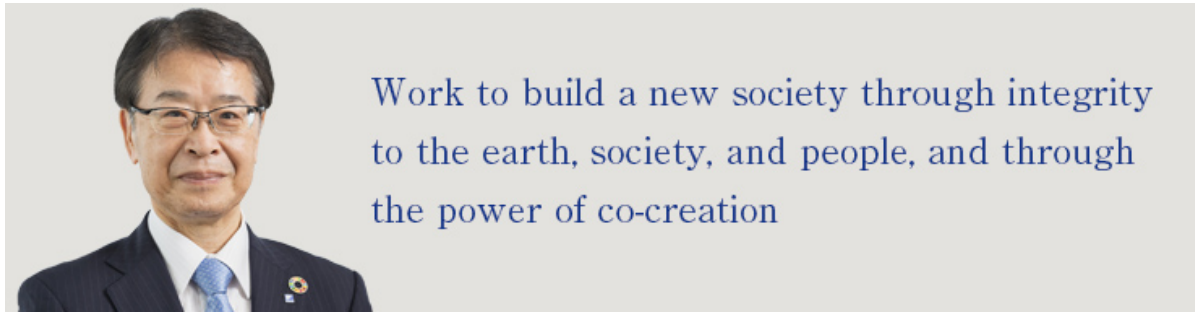 Work to build a new society through integrity
to the earth, society, and people, and through
the power of co-creation